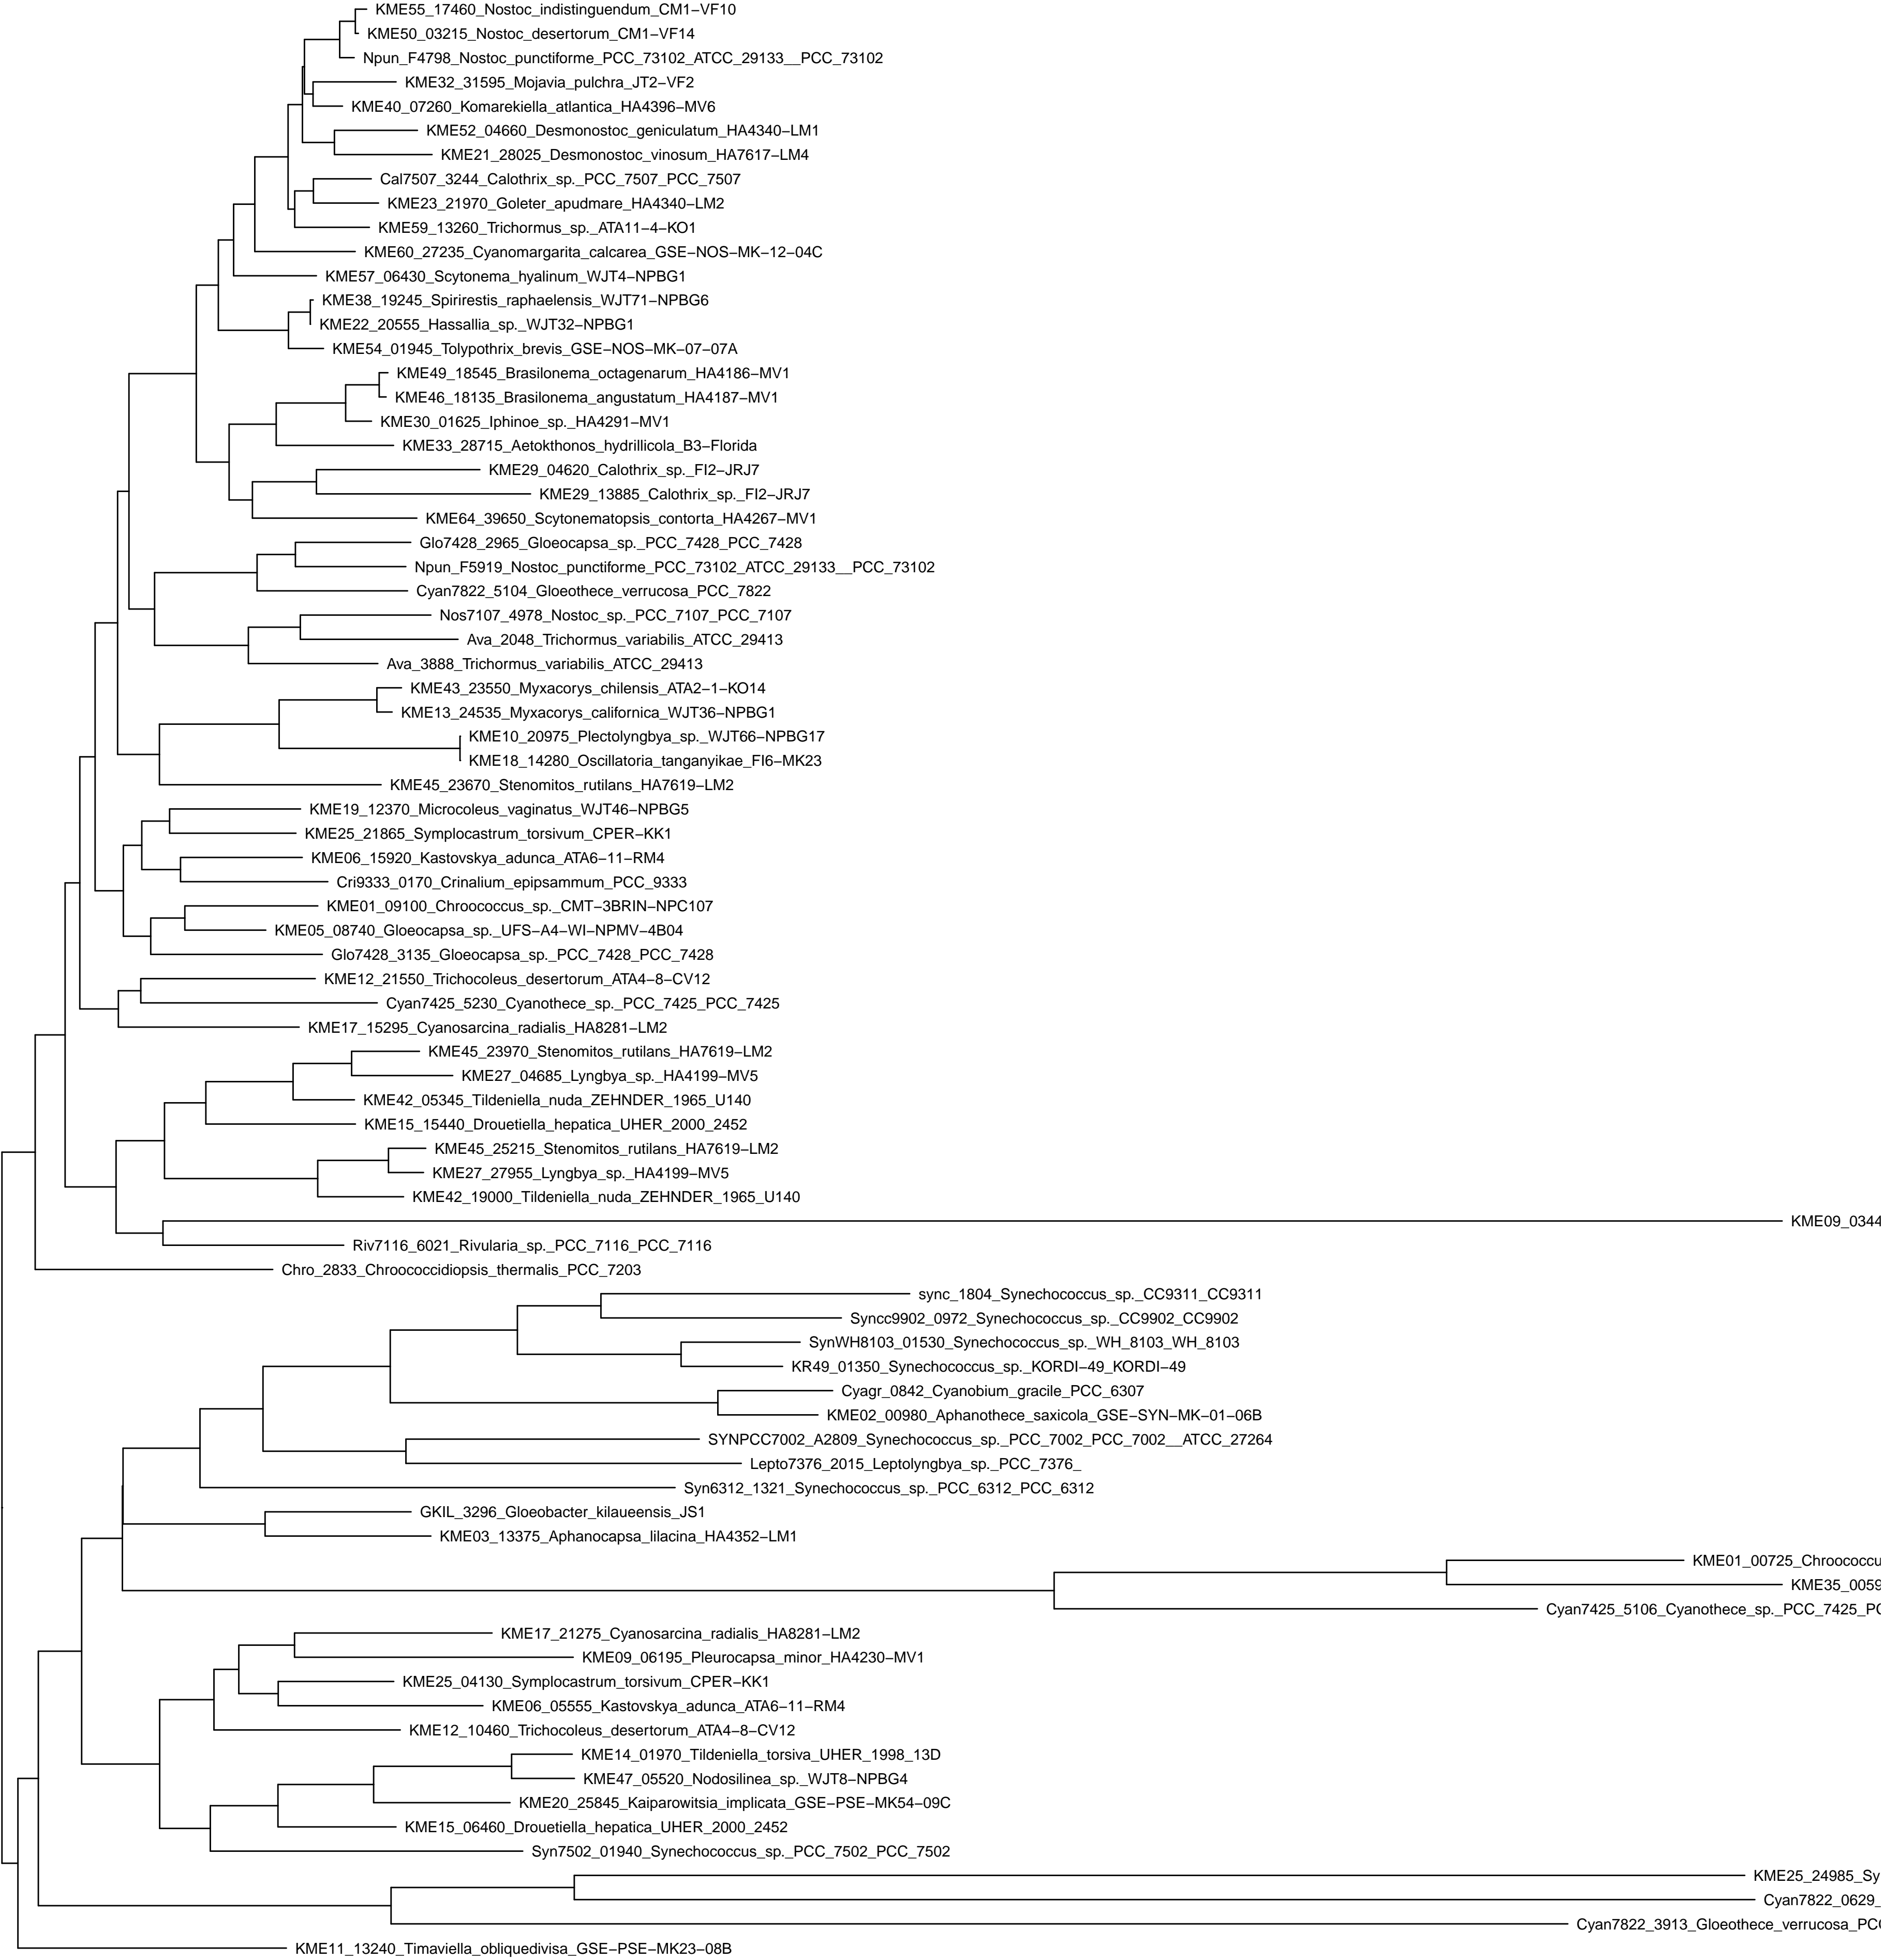 KME55_17460_Nostoc_indistinguendum_CM1−VF10
KME50_03215_Nostoc_desertorum_CM1−VF14
Npun_F4798_Nostoc_punctiforme_PCC_73102_ATCC_29133__PCC_73102
KME32_31595_Mojavia_pulchra_JT2−VF2
KME40_07260_Komarekiella_atlantica_HA4396−MV6
KME52_04660_Desmonostoc_geniculatum_HA4340−LM1
KME21_28025_Desmonostoc_vinosum_HA7617−LM4
Cal7507_3244_Calothrix_sp._PCC_7507_PCC_7507
KME23_21970_Goleter_apudmare_HA4340−LM2
KME59_13260_Trichormus_sp._ATA11−4−KO1
KME60_27235_Cyanomargarita_calcarea_GSE−NOS−MK−12−04C
KME57_06430_Scytonema_hyalinum_WJT4−NPBG1
KME38_19245_Spirirestis_raphaelensis_WJT71−NPBG6
KME22_20555_Hassallia_sp._WJT32−NPBG1
KME54_01945_Tolypothrix_brevis_GSE−NOS−MK−07−07A
KME49_18545_Brasilonema_octagenarum_HA4186−MV1
KME46_18135_Brasilonema_angustatum_HA4187−MV1
KME30_01625_Iphinoe_sp._HA4291−MV1
KME33_28715_Aetokthonos_hydrillicola_B3−Florida
KME29_04620_Calothrix_sp._FI2−JRJ7
KME29_13885_Calothrix_sp._FI2−JRJ7
KME64_39650_Scytonematopsis_contorta_HA4267−MV1
Glo7428_2965_Gloeocapsa_sp._PCC_7428_PCC_7428
Npun_F5919_Nostoc_punctiforme_PCC_73102_ATCC_29133__PCC_73102
Cyan7822_5104_Gloeothece_verrucosa_PCC_7822
Nos7107_4978_Nostoc_sp._PCC_7107_PCC_7107
Ava_2048_Trichormus_variabilis_ATCC_29413
Ava_3888_Trichormus_variabilis_ATCC_29413
KME43_23550_Myxacorys_chilensis_ATA2−1−KO14
KME13_24535_Myxacorys_californica_WJT36−NPBG1
KME10_20975_Plectolyngbya_sp._WJT66−NPBG17
KME18_14280_Oscillatoria_tanganyikae_FI6−MK23
KME45_23670_Stenomitos_rutilans_HA7619−LM2
KME19_12370_Microcoleus_vaginatus_WJT46−NPBG5
KME25_21865_Symplocastrum_torsivum_CPER−KK1
KME06_15920_Kastovskya_adunca_ATA6−11−RM4
Cri9333_0170_Crinalium_epipsammum_PCC_9333
KME01_09100_Chroococcus_sp._CMT−3BRIN−NPC107
KME05_08740_Gloeocapsa_sp._UFS−A4−WI−NPMV−4B04
Glo7428_3135_Gloeocapsa_sp._PCC_7428_PCC_7428
KME12_21550_Trichocoleus_desertorum_ATA4−8−CV12
Cyan7425_5230_Cyanothece_sp._PCC_7425_PCC_7425
KME17_15295_Cyanosarcina_radialis_HA8281−LM2
KME45_23970_Stenomitos_rutilans_HA7619−LM2
KME27_04685_Lyngbya_sp._HA4199−MV5
KME42_05345_Tildeniella_nuda_ZEHNDER_1965_U140
KME15_15440_Drouetiella_hepatica_UHER_2000_2452
KME45_25215_Stenomitos_rutilans_HA7619−LM2
KME27_27955_Lyngbya_sp._HA4199−MV5
KME42_19000_Tildeniella_nuda_ZEHNDER_1965_U140
KME09_0344
Riv7116_6021_Rivularia_sp._PCC_7116_PCC_7116
Chro_2833_Chroococcidiopsis_thermalis_PCC_7203
sync_1804_Synechococcus_sp._CC9311_CC9311
Syncc9902_0972_Synechococcus_sp._CC9902_CC9902
SynWH8103_01530_Synechococcus_sp._WH_8103_WH_8103
KR49_01350_Synechococcus_sp._KORDI−49_KORDI−49
Cyagr_0842_Cyanobium_gracile_PCC_6307
KME02_00980_Aphanothece_saxicola_GSE−SYN−MK−01−06B
SYNPCC7002_A2809_Synechococcus_sp._PCC_7002_PCC_7002__ATCC_27264
Lepto7376_2015_Leptolyngbya_sp._PCC_7376_
Syn6312_1321_Synechococcus_sp._PCC_6312_PCC_6312
GKIL_3296_Gloeobacter_kilaueensis_JS1
KME03_13375_Aphanocapsa_lilacina_HA4352−LM1
KME01_00725_Chroococcu
KME35_0059
Cyan7425_5106_Cyanothece_sp._PCC_7425_PC
KME17_21275_Cyanosarcina_radialis_HA8281−LM2
KME09_06195_Pleurocapsa_minor_HA4230−MV1
KME25_04130_Symplocastrum_torsivum_CPER−KK1
KME06_05555_Kastovskya_adunca_ATA6−11−RM4
KME12_10460_Trichocoleus_desertorum_ATA4−8−CV12
KME14_01970_Tildeniella_torsiva_UHER_1998_13D
KME47_05520_Nodosilinea_sp._WJT8−NPBG4
KME20_25845_Kaiparowitsia_implicata_GSE−PSE−MK54−09C
KME15_06460_Drouetiella_hepatica_UHER_2000_2452
Syn7502_01940_Synechococcus_sp._PCC_7502_PCC_7502
KME25_24985_Sy
Cyan7822_0629_
Cyan7822_3913_Gloeothece_verrucosa_PCC
KME11_13240_Timaviella_obliquedivisa_GSE−PSE−MK23−08B